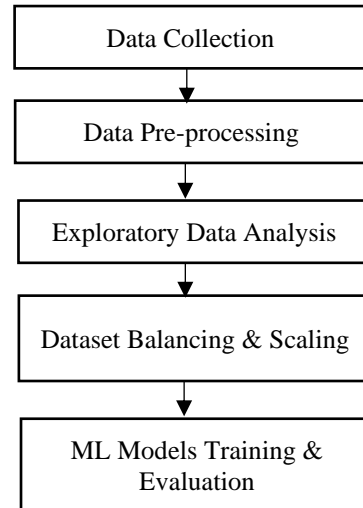 Data Collection
Data Pre-processing
Exploratory Data Analysis
Dataset Balancing & Scaling
ML Models Training &
Evaluation